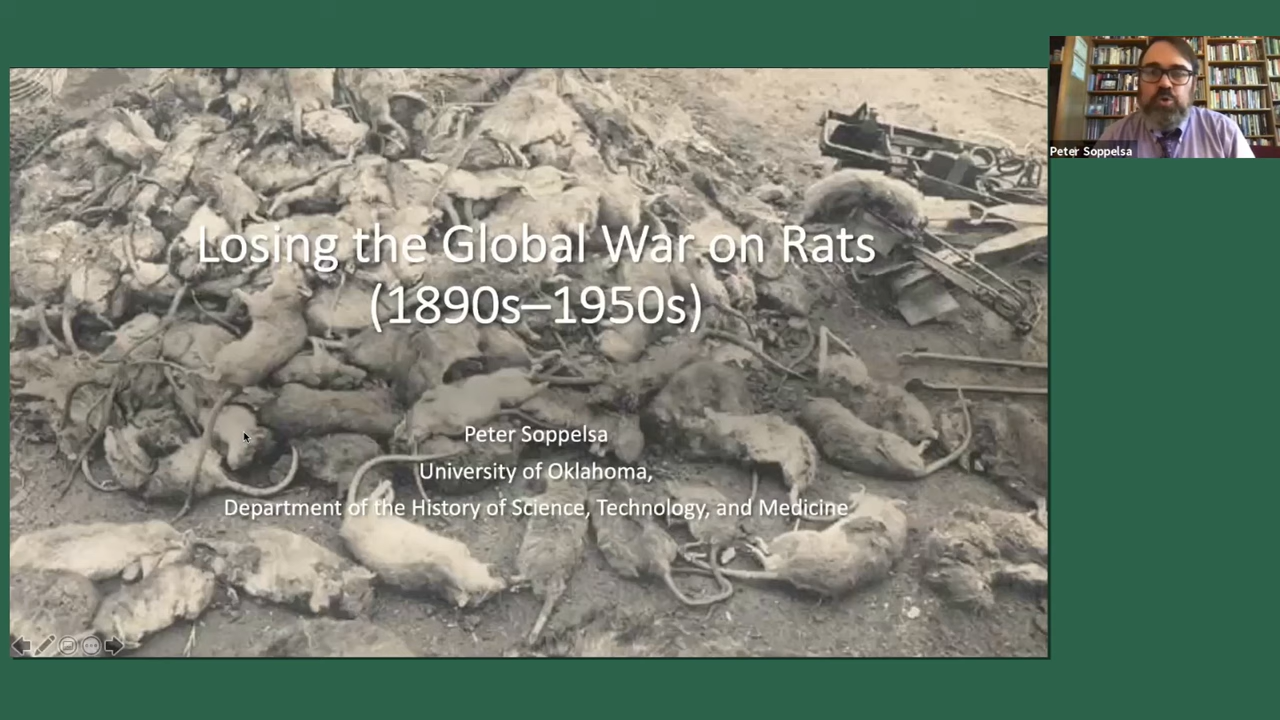 Losing the Global War on Rats
(1890s–1950s)
Peter Soppelsa
University of Oklahoma,
Department of the History of Science, Technology, and Medicine
Peter Soppelsa